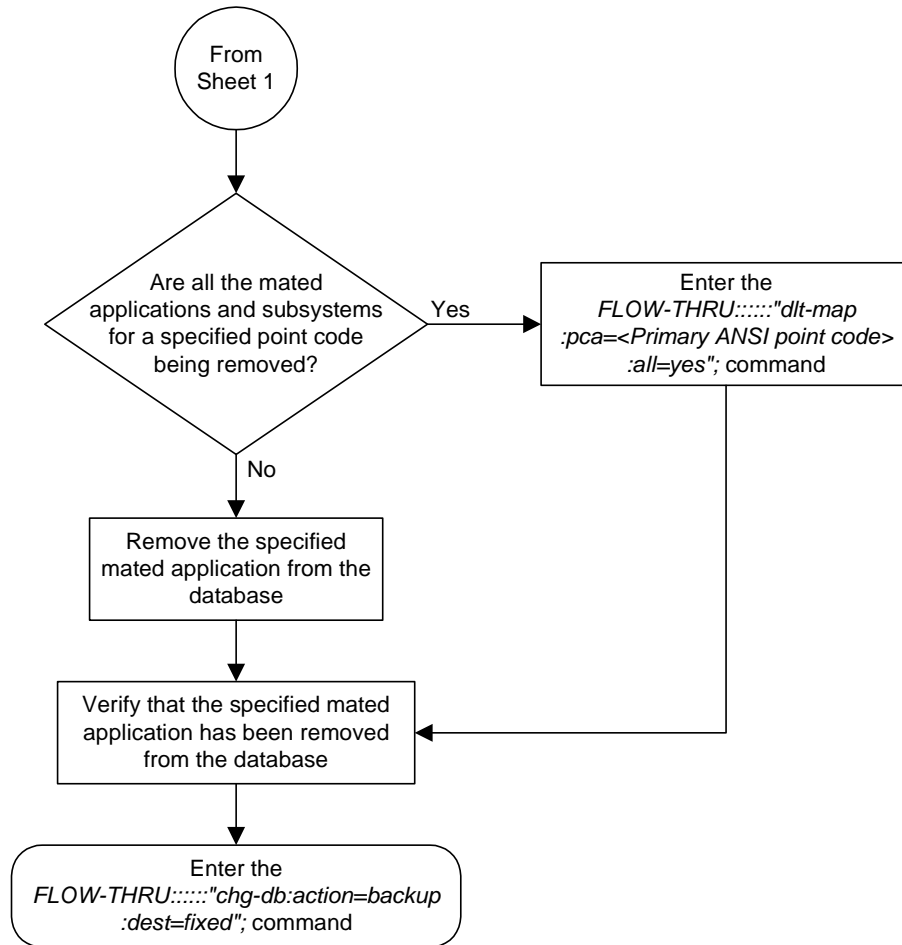 From
Sheet 1
Are all the mated
applications and subsystems
for a specified point code
being removed?
Yes
Enter the
FLOW-THRU::::::"dlt-map
:pca=<Primary ANSI point code>
:all=yes"; command
No
Remove the specified
mated application from the
database
Verify that the specified mated
application has been removed
from the database
Enter the
FLOW-THRU::::::"chg-db:action=backup
:dest=fixed"; command